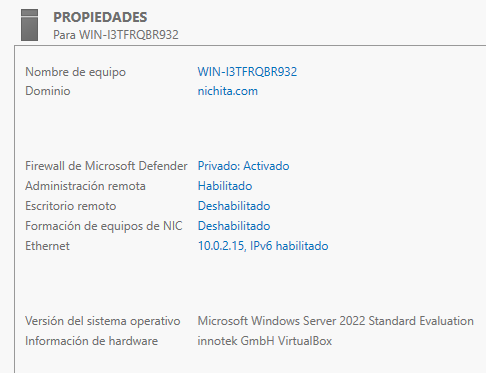 PROPIEDADES
Para WIN-I3TFRQBR932
Nombre de equipo WIN-I3TFRQBR932
Dominio nichita.com
Firewall de Microsoft Defender Privado: Activado
Administración remota Habilitado
Escritorio remoto Deshabilitado
Formación de equipos de NIC Deshabilitado
Ethernet 10.0.2.15, IPv6 habilitado
Versión del sistema operativo Microsoft Windows Server 2022 Standard Evaluation
Información de hardware innotek GmbH VirtualBox